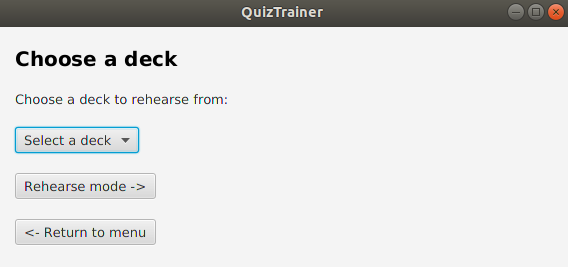 QuizTrainer
Choose a deck
Choose a deck to rehearse from:
Select a deck
Rehearse mode ->
<- Return to menu